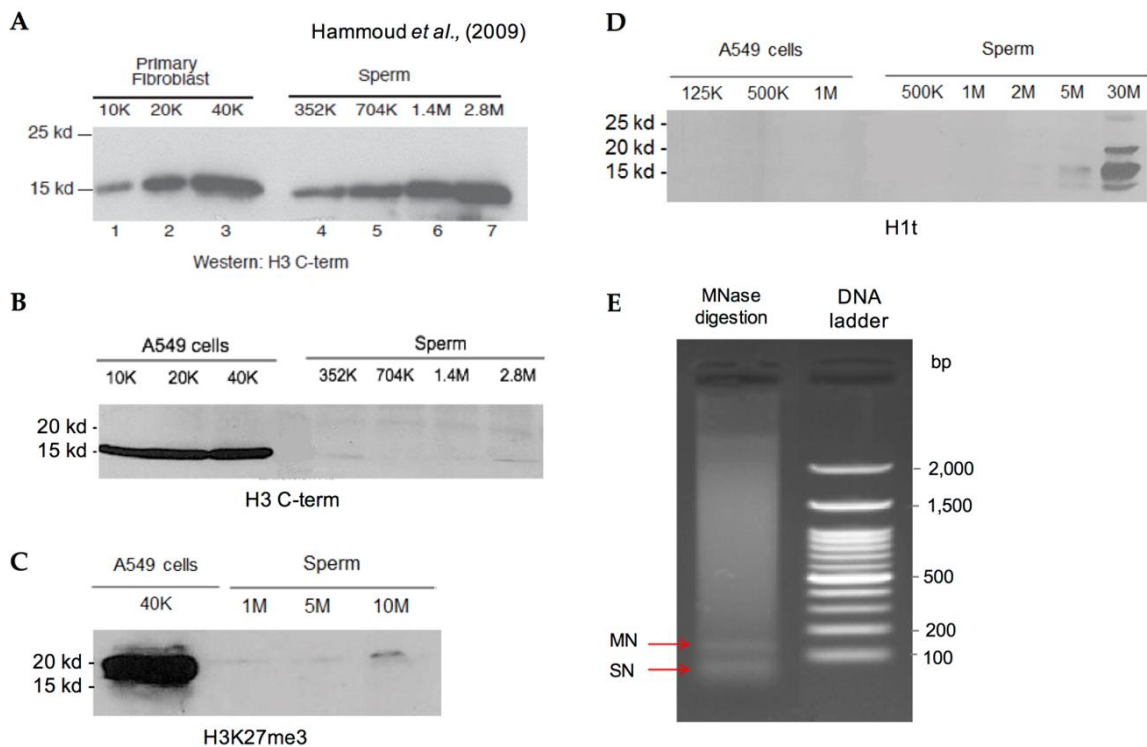 A
Hammoud et al., (2009)
Primary
Fibroblast
Sperm
10K 20K 40K 352K 704K 1.4M 2.8M
25 kd
15 kd
1 2 3 4 5 6 7
Western: H3 C-term
B
A549 cells Sperm
10K 20K 40K 352K 704K 1.4M 2.8M
20 kd -
15 kd -
H3 C-term
C
A549 cells Sperm
40K 1M 5M 10M
20 kd -
15 kd -
H3K27me3
D
A549 cells Sperm
125K 500K 1M 500K 1M 2M 5M 30M
25 kd -
20 kd -
15 kd -
H1t
E
MNase
digestion
DNA
ladder
bp
2,000
1,500
500
200
100
MN
SN